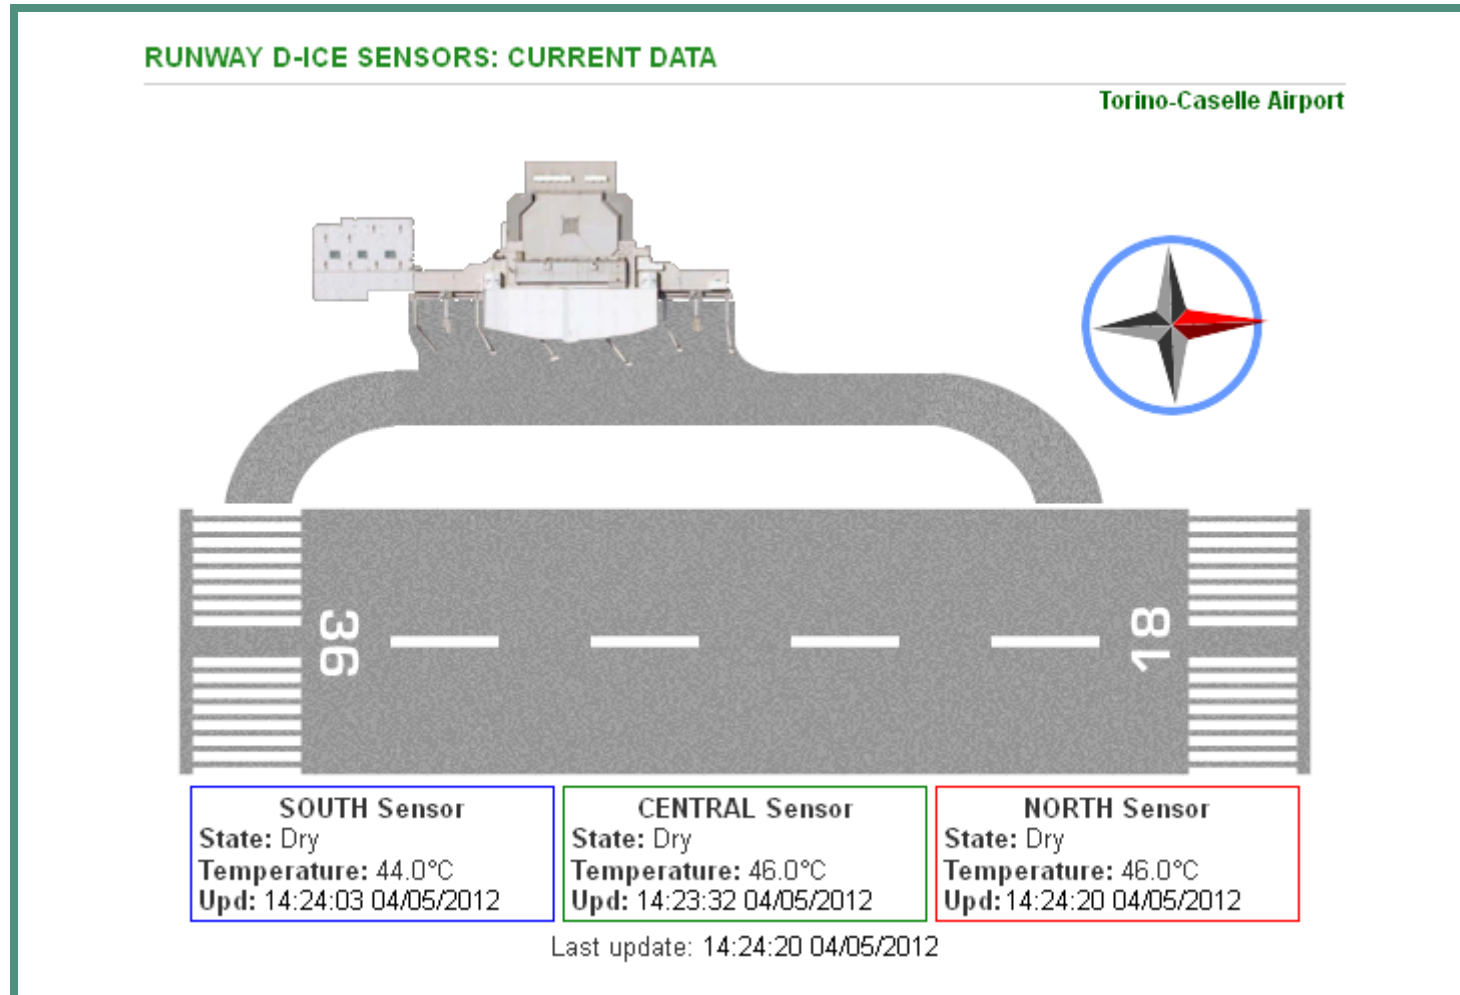 RUNWAY D-ICE SENSORS: CURRENT DATA
Torino-Caselle Airport
36
18
SOUTH Sensor
State: Dry
Temperature: 44.0°C
Upd: 14:24:03 04/05/2012
CENTRAL Sensor
State: Dry
Temperature: 46.0°C
Upd: 14:23:32 04/05/2012
NORTH Sensor
State: Dry
Temperature: 46.0°C
Upd: 14:24:20 04/05/2012
Last update: 14:24:20 04/05/2012